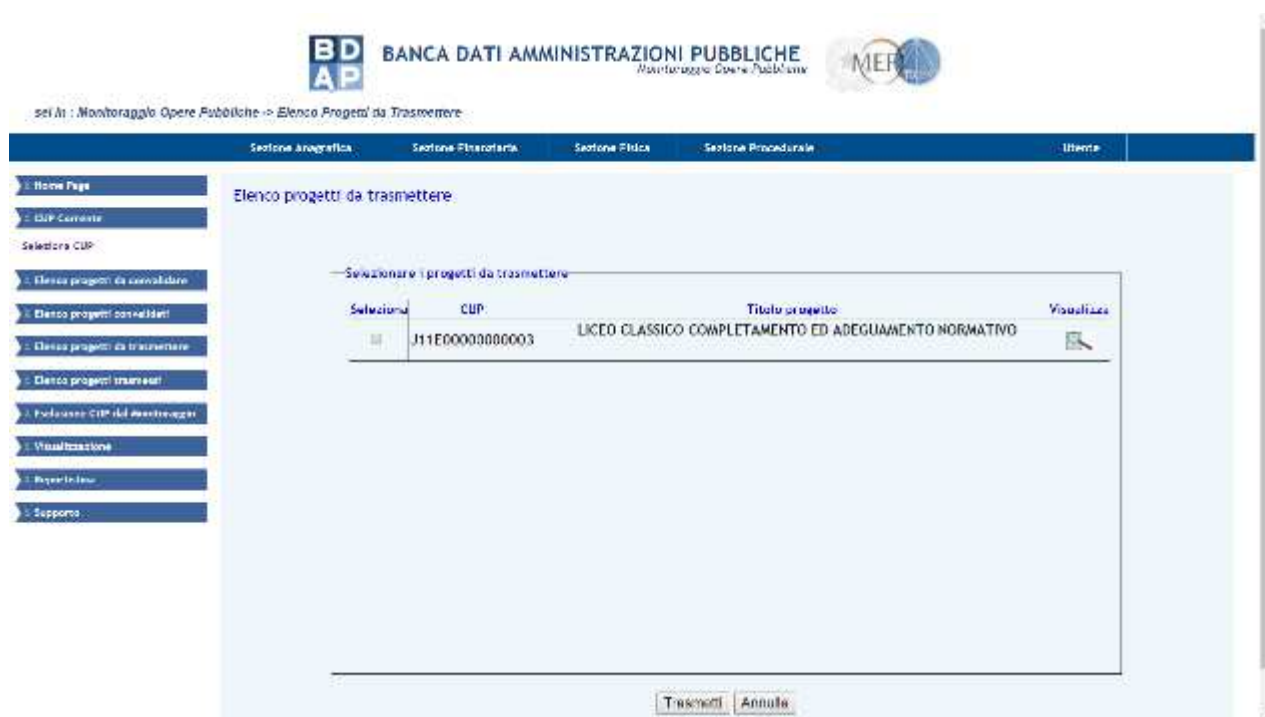 BD
AP
BANCA DATI AMMINISTRAZIONI PUBBLICHE
Monitoraggio Opere Pubbliche
MEF
sei in : Monitoraggio Opere Pubbliche -> Elenco Progetti da Trasmettere
Sezione Anagrafica Sezione Finanziaria Sezione Fisica Sezione Procedurale Utente
: Home Page
: CUP Corrente
Seleziona CUP
: Elenco progetti da convalidare
: Elenco progetti convalidati
: Elenco progetti da trasmettere
: Elenco progetti trasmessi
: Esclusione CUP dal Monitoraggio
: Visualizzazione
: Reportistica
: Supporto
Elenco progetti da trasmettere
Selezionare i progetti da trasmettere
Seleziona CUP Titolo progetto Visualizza
J11E00000000003 LICEO CLASSICO COMPLETAMENTO ED ADEGUAMENTO NORMATIVO
Trasmetti Annulla